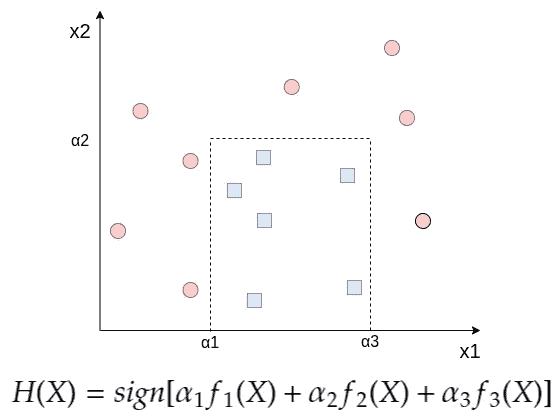 x2
α2
α1
α3
x1
H(X) = sign[α₁f₁(X) + α₂f₂(X) + α₃f₃(X)]